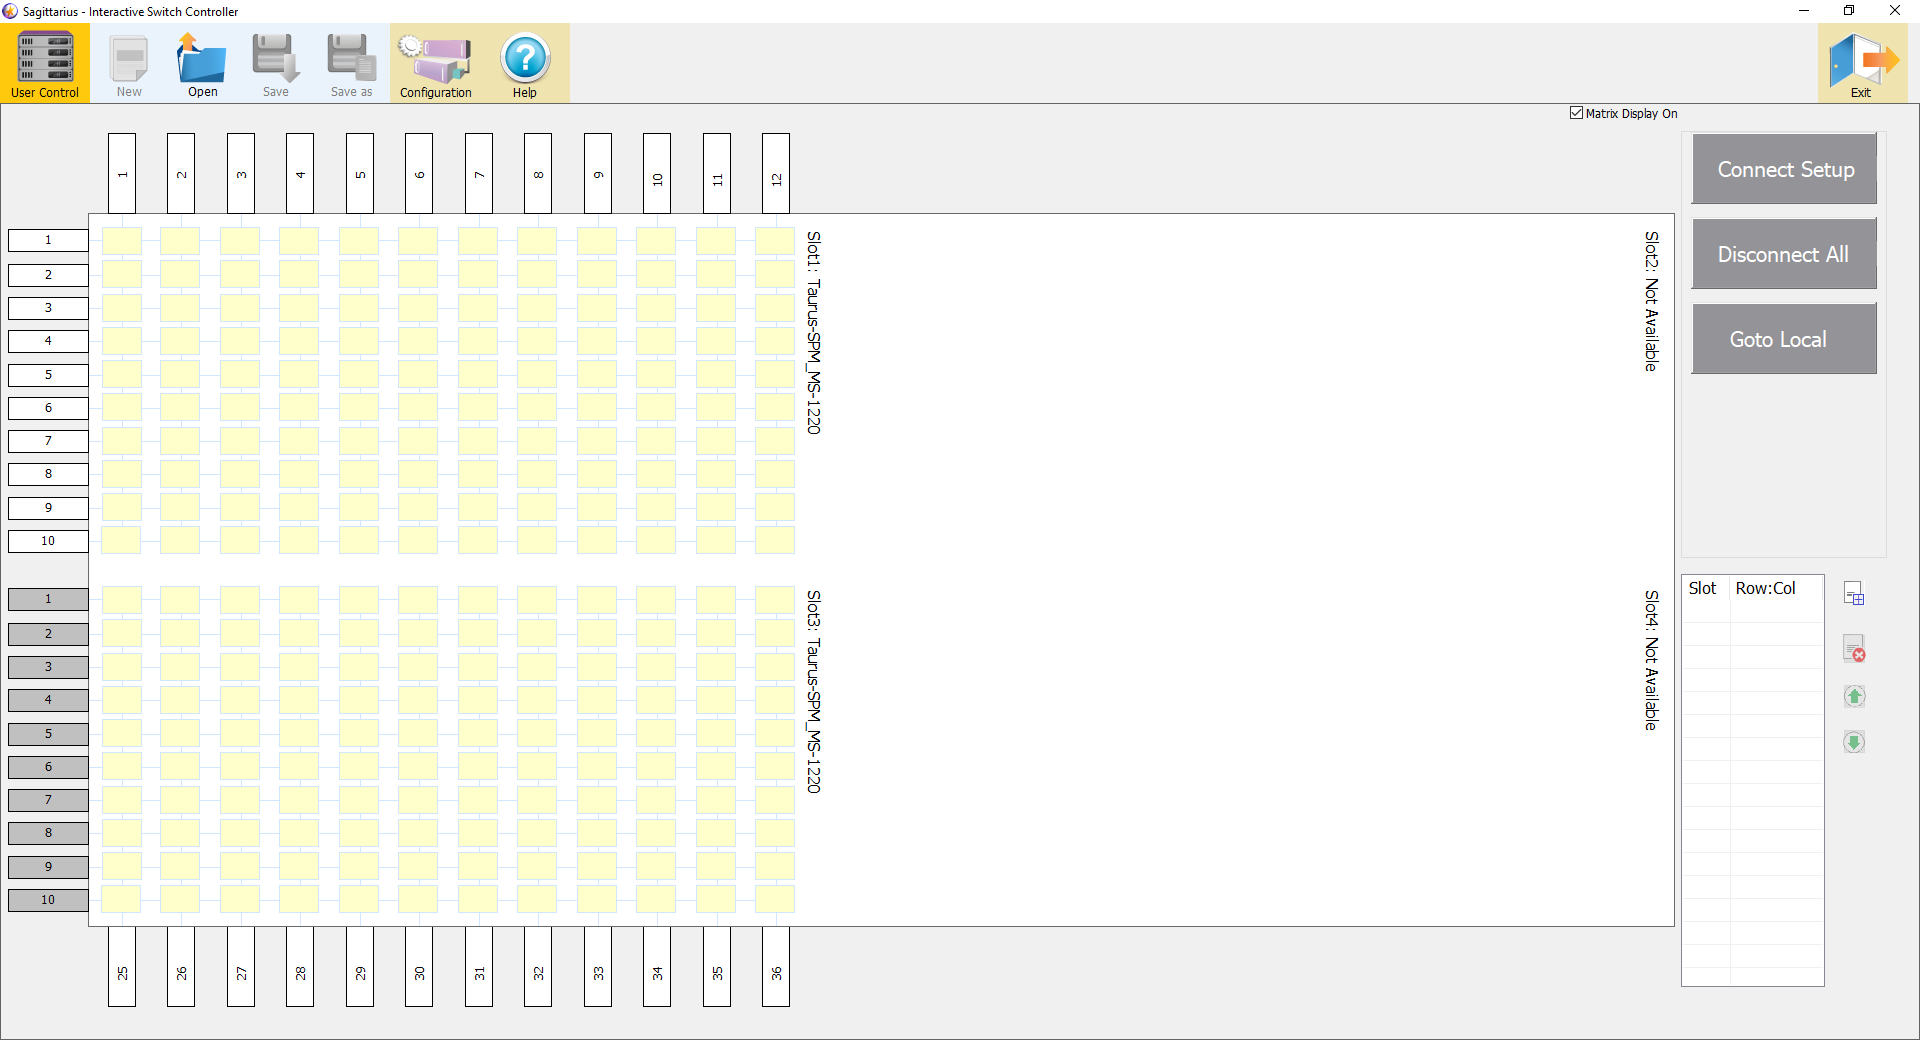 Sagittarius - Interactive Switch Controller
User Control
New
Open
Save
Save as
Configuration
Help
Exit
Matrix Display On
1 2 3 4 5 6 7 8 9 10 11 12
1
2
3
4
5
6
7
8
9
10
Slot1: Taurus-SPM_MS-1220
Slot2: Not Available
1
2
3
4
5
6
7
8
9
10
Slot3: Taurus-SPM_MS-1220
Slot4: Not Available
25 26 27 28 29 30 31 32 33 34 35 36
Connect Setup
Disconnect All
Goto Local
Slot Row:Col